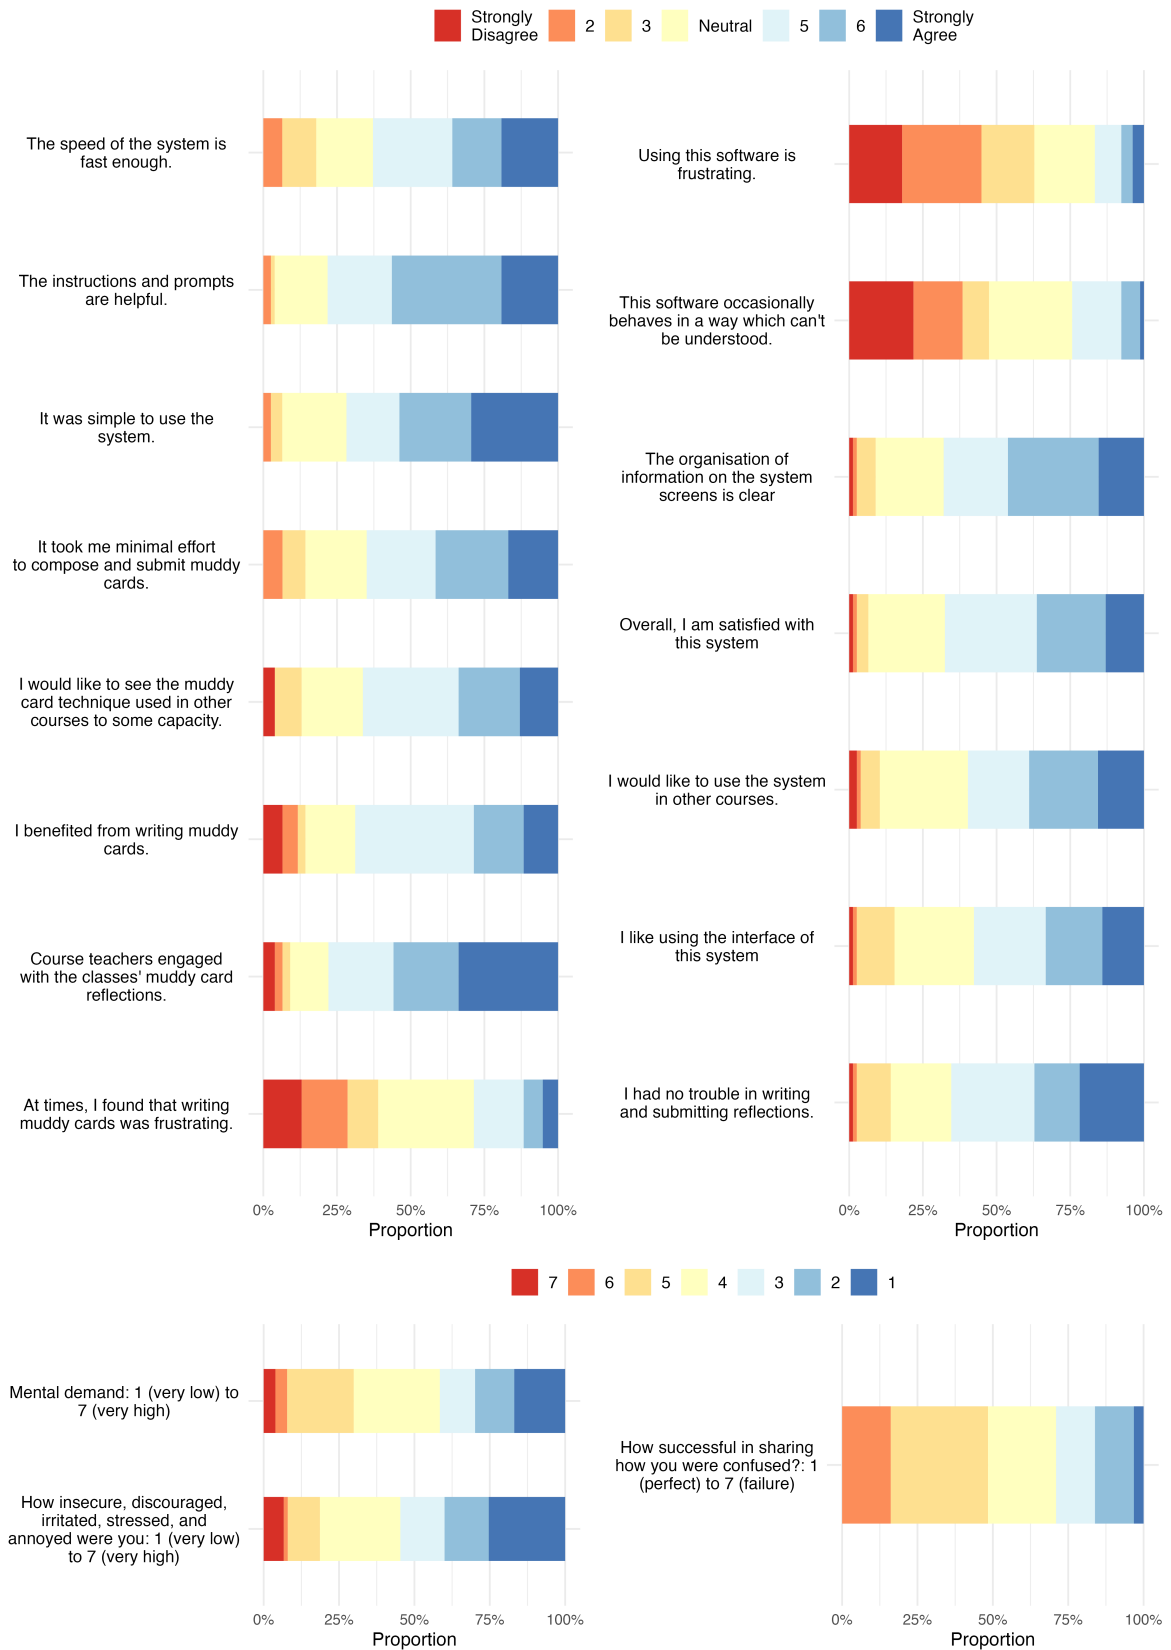 Strongly
Disagree
2
3
Neutral
5
6
Strongly
Agree
The speed of the system is
fast enough.
The instructions and prompts
are helpful.
It was simple to use the
system.
It took me minimal effort
to compose and submit muddy
cards.
I would like to see the muddy
card technique used in other
courses to some capacity.
I benefited from writing muddy
cards.
Course teachers engaged
with the classes' muddy card
reflections.
At times, I found that writing
muddy cards was frustrating.
0% 25% 50% 75% 100%
Proportion
Using this software is
frustrating.
This software occasionally
behaves in a way which can't
be understood.
The organisation of
information on the system
screens is clear
Overall, I am satisfied with
this system
I would like to use the system
in other courses.
I like using the interface of
this system
I had no trouble in writing
and submitting reflections.
0% 25% 50% 75% 100%
Proportion
7 6 5 4 3 2 1
Mental demand: 1 (very low) to
7 (very high)
How insecure, discouraged,
irritated, stressed, and
annoyed were you: 1 (very low)
to 7 (very high)
0% 25% 50% 75% 100%
Proportion
How successful in sharing
how you were confused?: 1
(perfect) to 7 (failure)
0% 25% 50% 75% 100%
Proportion